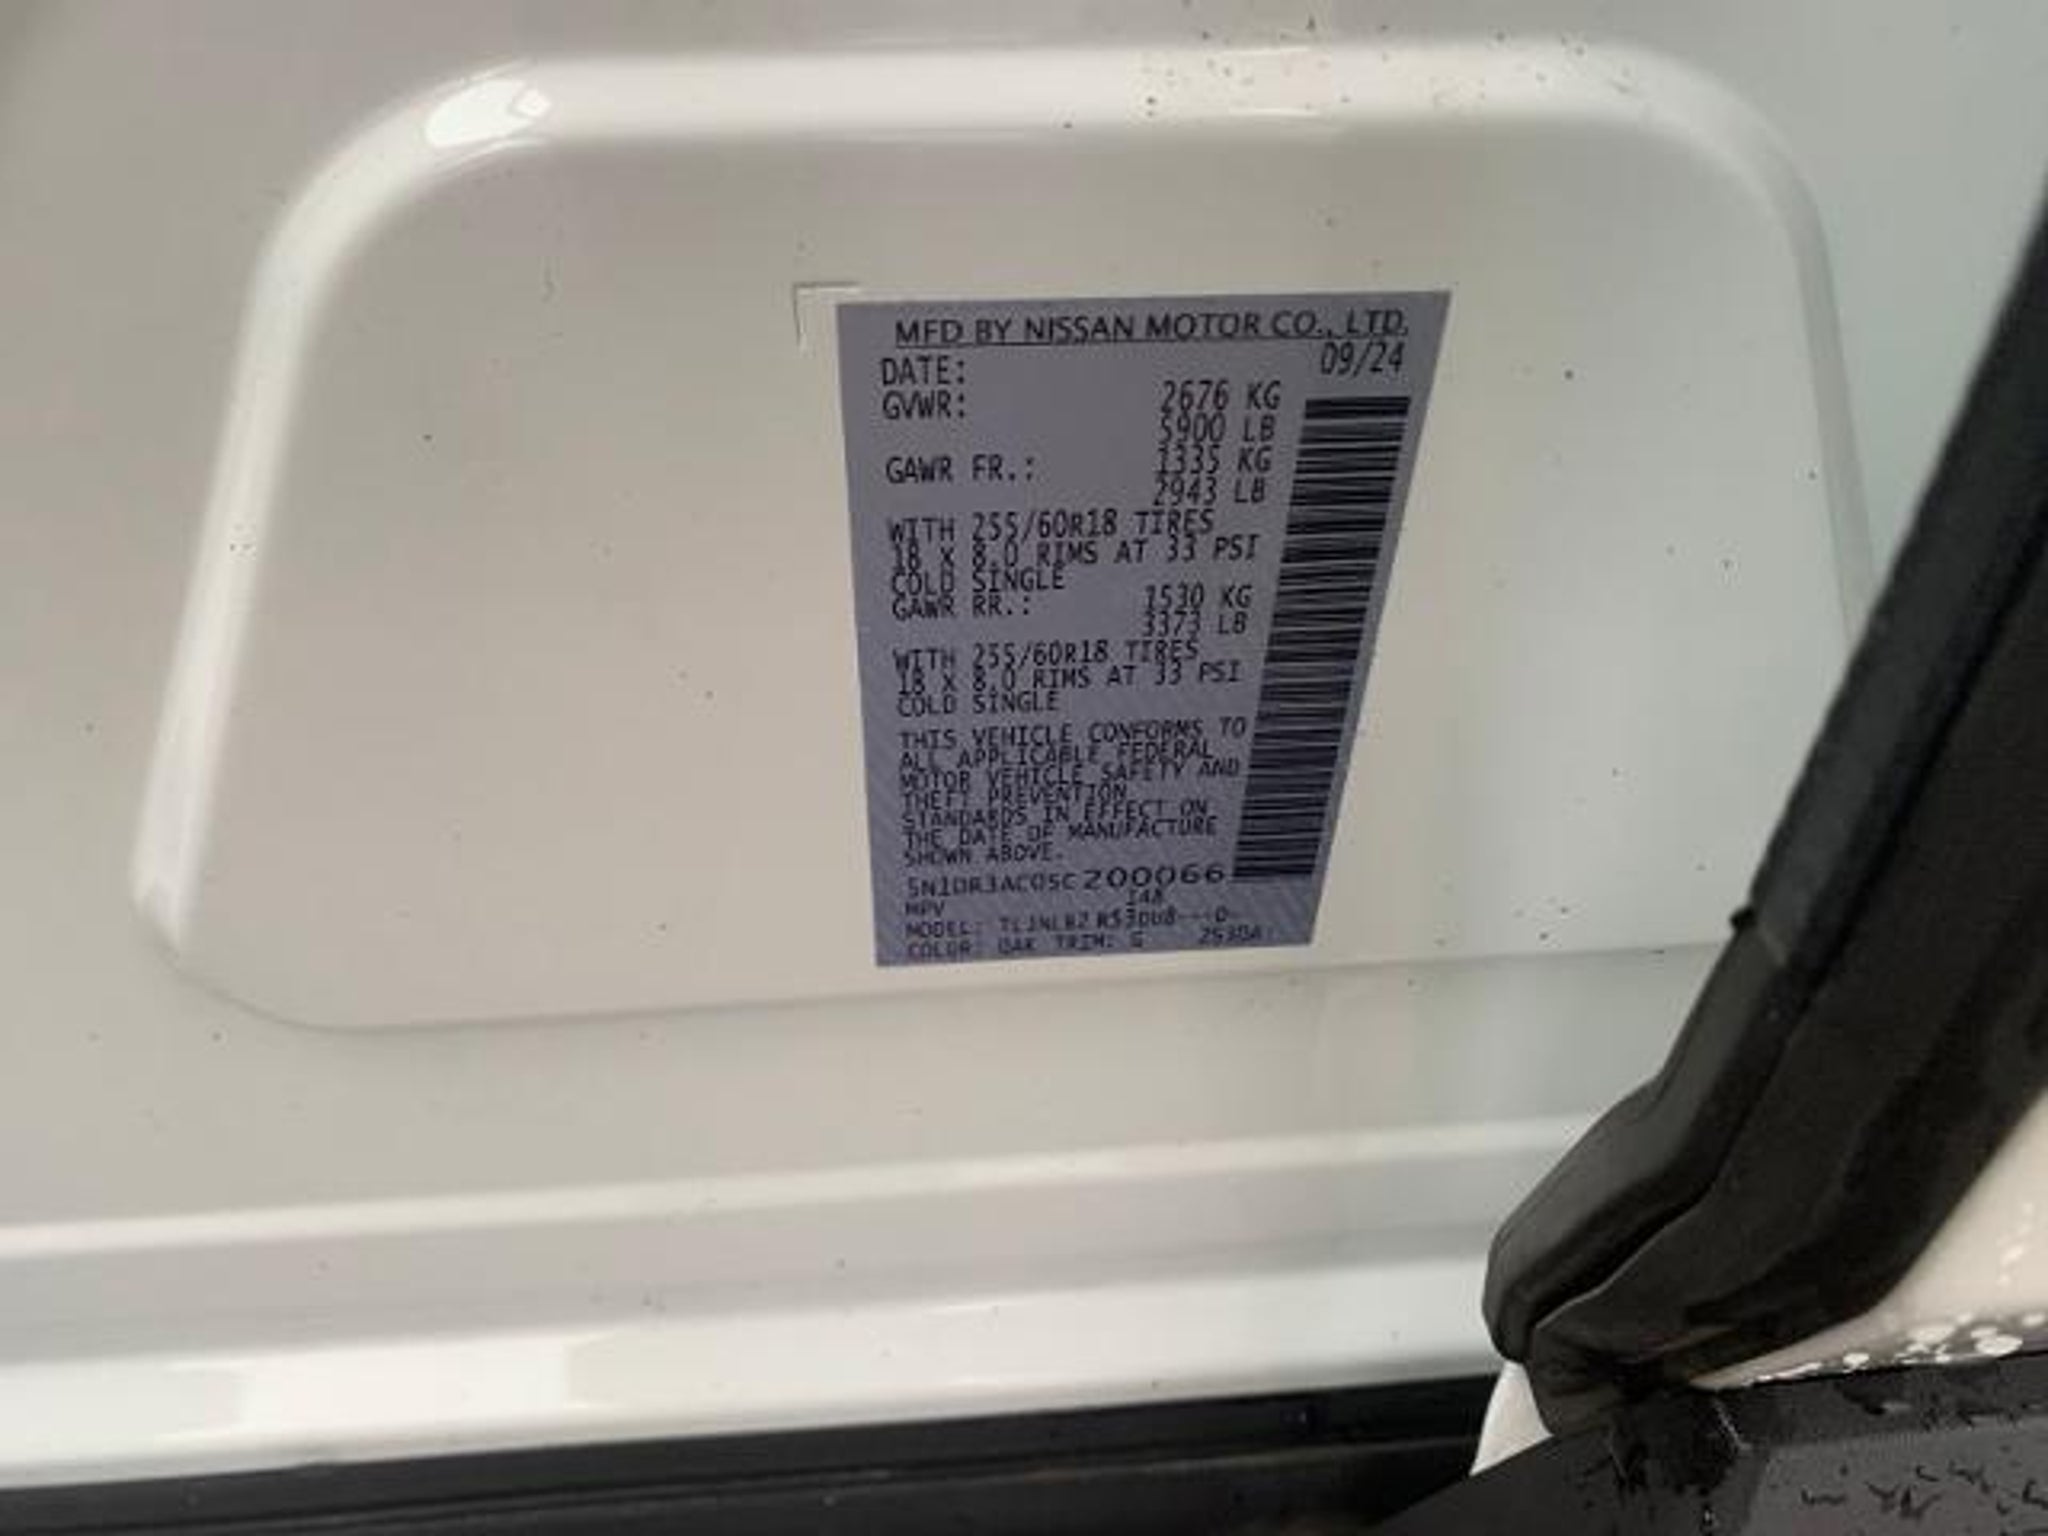 MFD BY NISSAN MOTOR CO., LTD.
DATE: 09/24
GVWR: 2676 KG
5900 LB
GAWR FR.: 1335 KG
2943 LB
WITH 255/60R18 TIRES
18 X 8.0 RIMS AT 33 PSI
COLD SINGLE
GAWR RR.: 1530 KG
3373 LB
WITH 255/60R18 TIRES
18 X 8.0 RIMS AT 33 PSI
COLD SINGLE
THIS VEHICLE CONFORMS TO
ALL APPLICABLE FEDERAL
MOTOR VEHICLE SAFETY AND
THEFT PREVENTION
STANDARDS IN EFFECT ON
THE DATE OF MANUFACTURE
SHOWN ABOVE.
5N1DR3AC0SC200066
MPV
MODEL:
COLOR: QAK TRIM: G